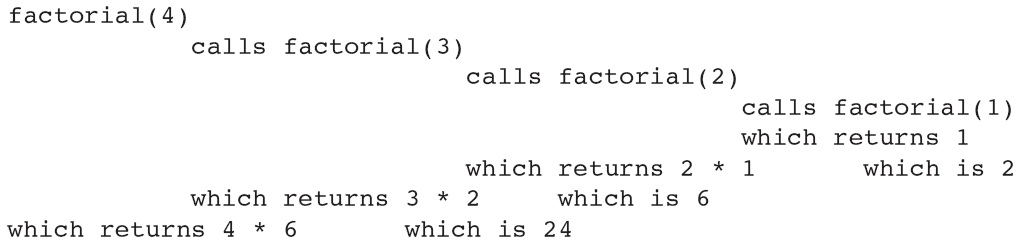 factorial(4)
calls factorial(3)
calls factorial(2)
calls factorial(1)
which returns 1
which returns 2 * 1 which is 2
which returns 3 * 2 which is 6
which returns 4 * 6 which is 24